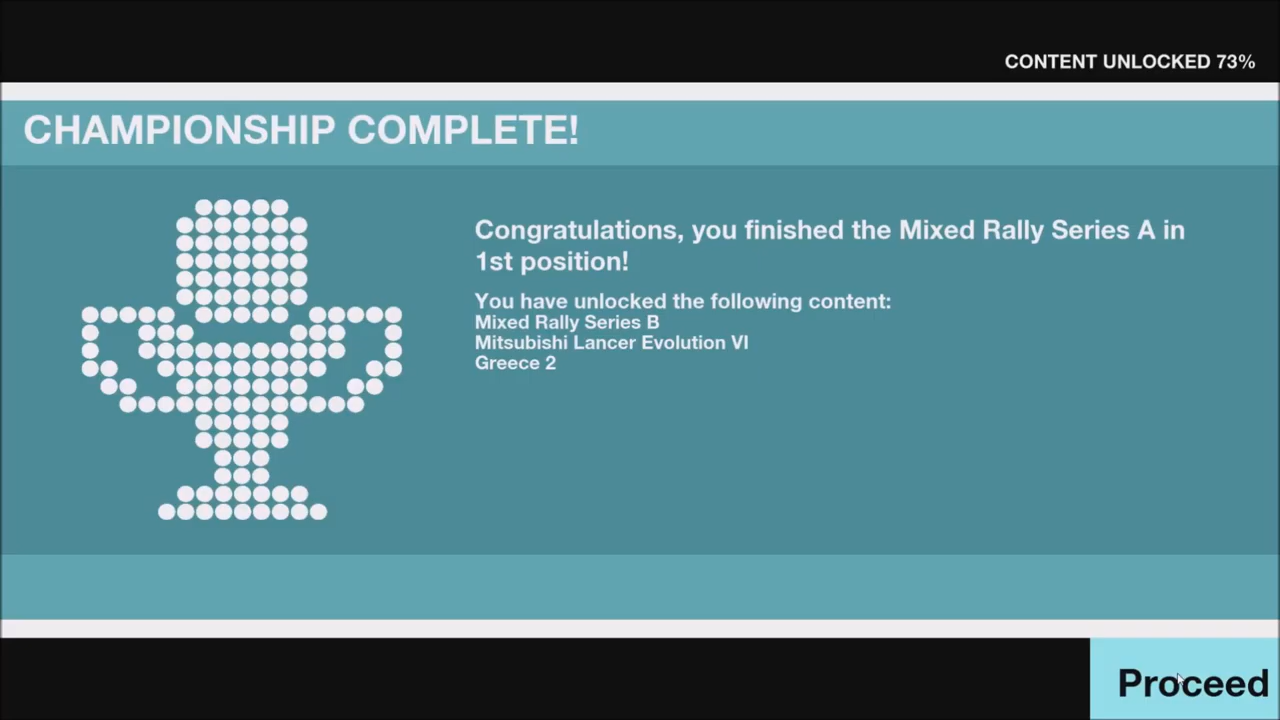 CONTENT UNLOCKED 73%
CHAMPIONSHIP COMPLETE!
Congratulations, you finished the Mixed Rally Series A in
1st position!
You have unlocked the following content:
Mixed Rally Series B
Mitsubishi Lancer Evolution VI
Greece 2
Proceed